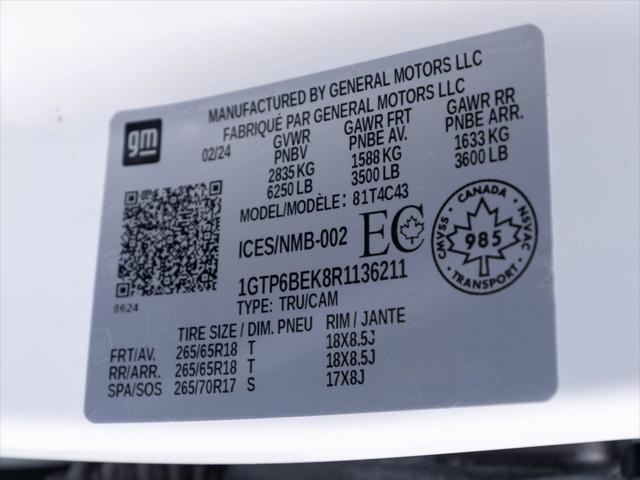 MANUFACTURED BY GENERAL MOTORS LLC
FABRIQUÉ PAR GENERAL MOTORS LLC
gm
02/24 GVWR GAWR FRT GAWR RR
PNBV PNBE AV. PNBE ARR.
2835 KG 1588 KG 1633 KG
6250 LB 3500 LB 3600 LB
MODEL/MODÈLE: 81T4C43
ICES/NMB-002 EC
CANADA
CMVSS 985 NSVAC
1GTP6BEK8R1136211
8624
TYPE: TRU/CAM
TIRE SIZE / DIM. PNEU RIM / JANTE
FRT/AV. 265/65R18 T 18X8.5J
RR/ARR. 265/65R18 T 18X8.5J
SPA/SOS 265/70R17 S 17X8J